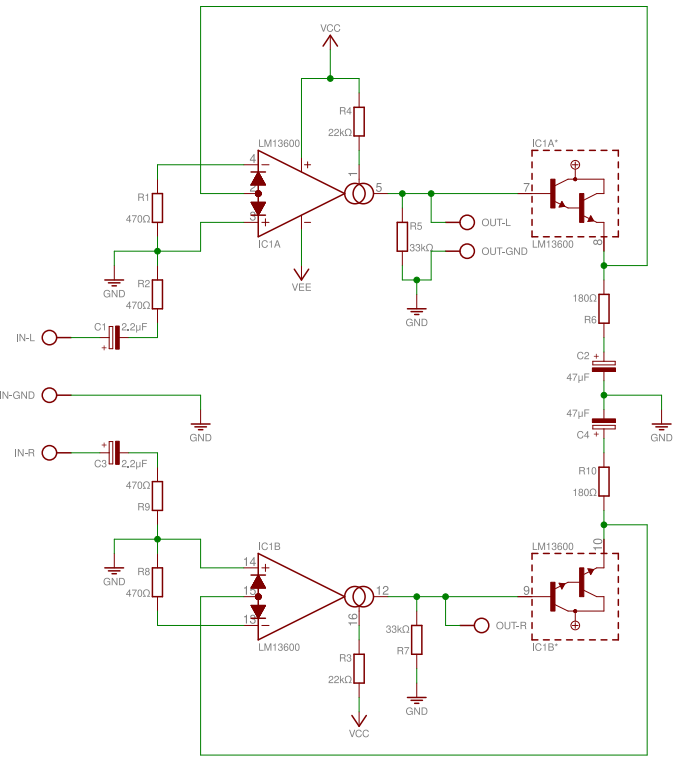 VCC
R4
22kΩ
LM13600
IC1A*
4
1
+
R1
470Ω
2
5
7
3
+
−
IC1A
R5
33kΩ
OUT-L
OUT-GND
LM13600
8
GND
R2
470Ω
VEE
GND
180Ω
R6
C1
2.2µF
+
IN-L
C2
+
47µF
IN-GND
GND
47µF
C4
+
GND
IN-R
+
C3
2.2µF
470Ω
R9
R10
180Ω
IC1B
LM13600
10
14
+
GND
R8
470Ω
15
12
9
13
−
16
33kΩ
R7
OUT-R
LM13600
IC1B*
R3
22kΩ
GND
VCC